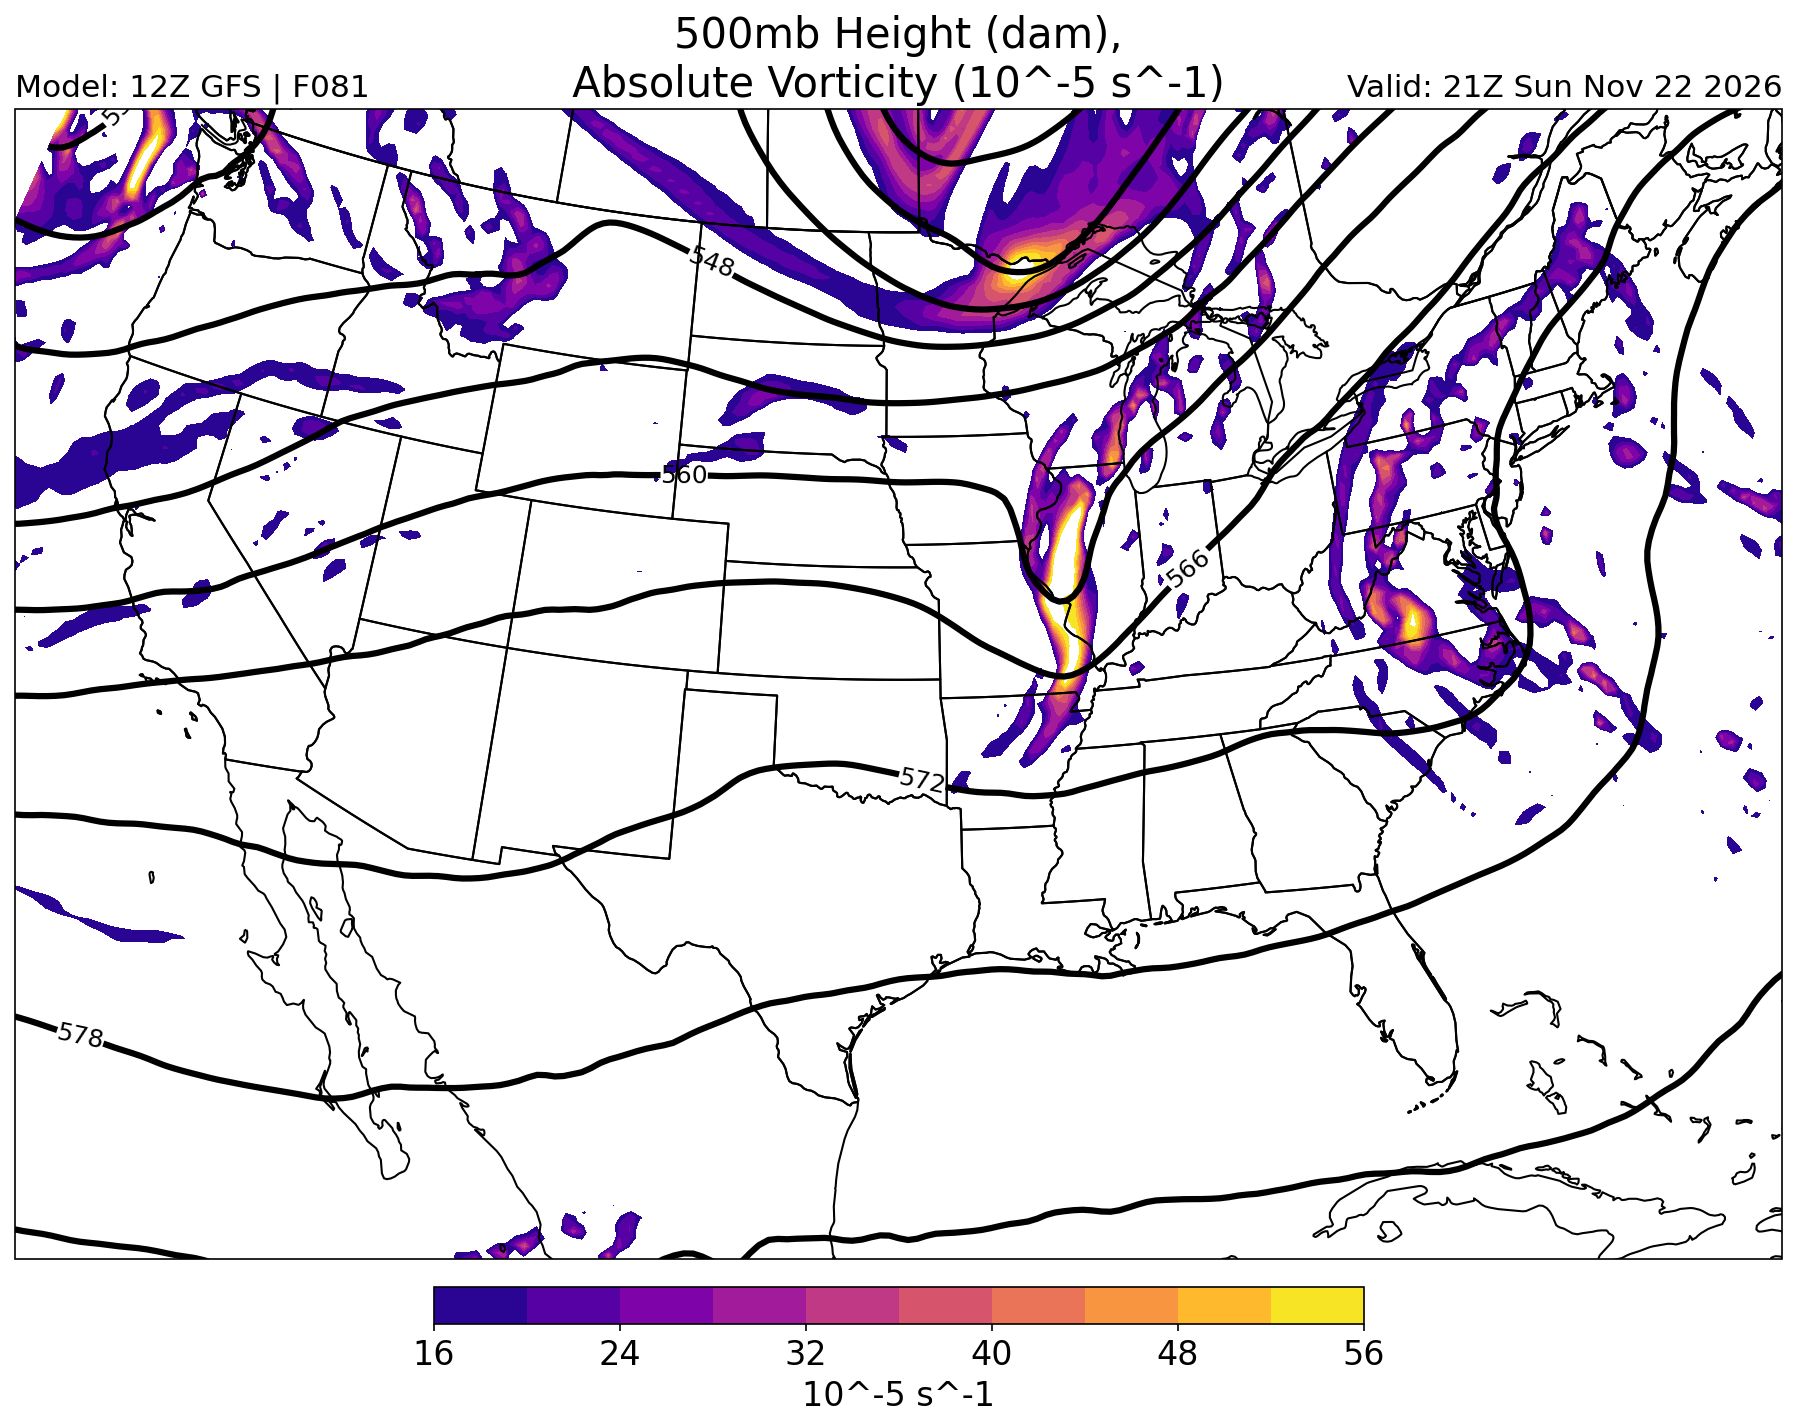 500mb Height (dam),
Absolute Vorticity (10^-5 s^-1)
Model: 12Z GFS | F081
Valid: 21Z Sun Nov 22 2026
548
560
566
572
578
16 24 32 40 48 56
10^-5 s^-1